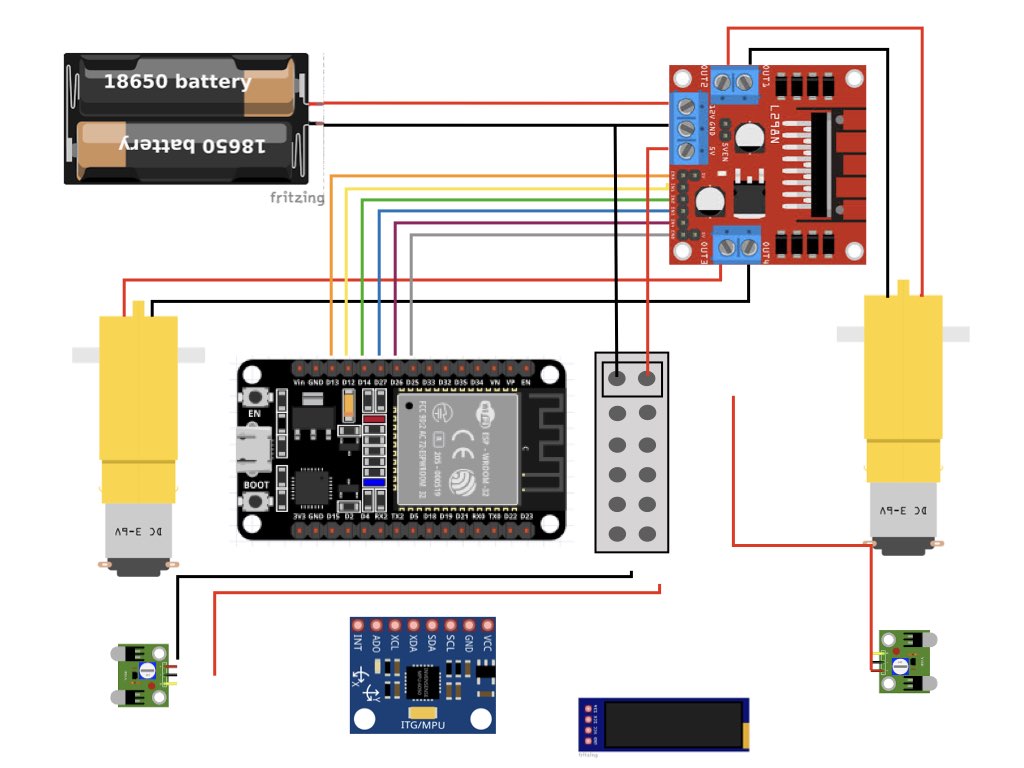 18650 battery
18650 battery
fritzing
OUT2
OUT1
12V
GND
5V
5VEN
L298N
OUT3
OUT4
Vin GND D13 D12 D14 D27 D26 D25 D33 D32 D35 D34 VN VP EN
EN
BOOT
ESP - WROOM-32
3V3 GND D15 D2 D4 RX2 TX2 D5 D18 D19 D21 RX0 TX0 D22 D23
DC 3-6V
DC 3-6V
INT ADO XCL XDA SDA SCL GND VCC
ITG/MPU
fritzing